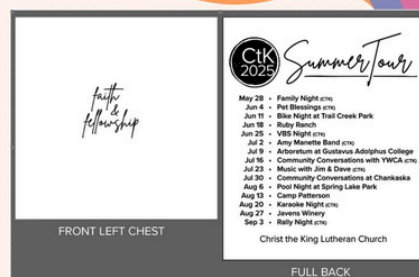 faith
&
fellowship
FRONT LEFT CHEST
CtK
2025
Summer Tour
May 28 • Family Night (CTK)
Jun 4 • Pet Blessings (CTK)
Jun 11 • Bike Night at Trail Creek Park
Jun 18 • Ruby Ranch
Jun 25 • VBS Night (CTK)
Jul 2 • Amy Manette Band (CTK)
Jul 9 • Arboretum at Gustavus Adolphus College
Jul 16 • Community Conversations with YWCA (CTK)
Jul 23 • Music with Jim & Dave (CTK)
Jul 30 • Community Conversations at Chankaska
Aug 6 • Pool Night at Spring Lake Park
Aug 13 • Camp Patterson
Aug 20 • Karaoke Night (CTK)
Aug 27 • Javens Winery
Sep 3 • Rally Night (CTK)
Christ the King Lutheran Church
FULL BACK